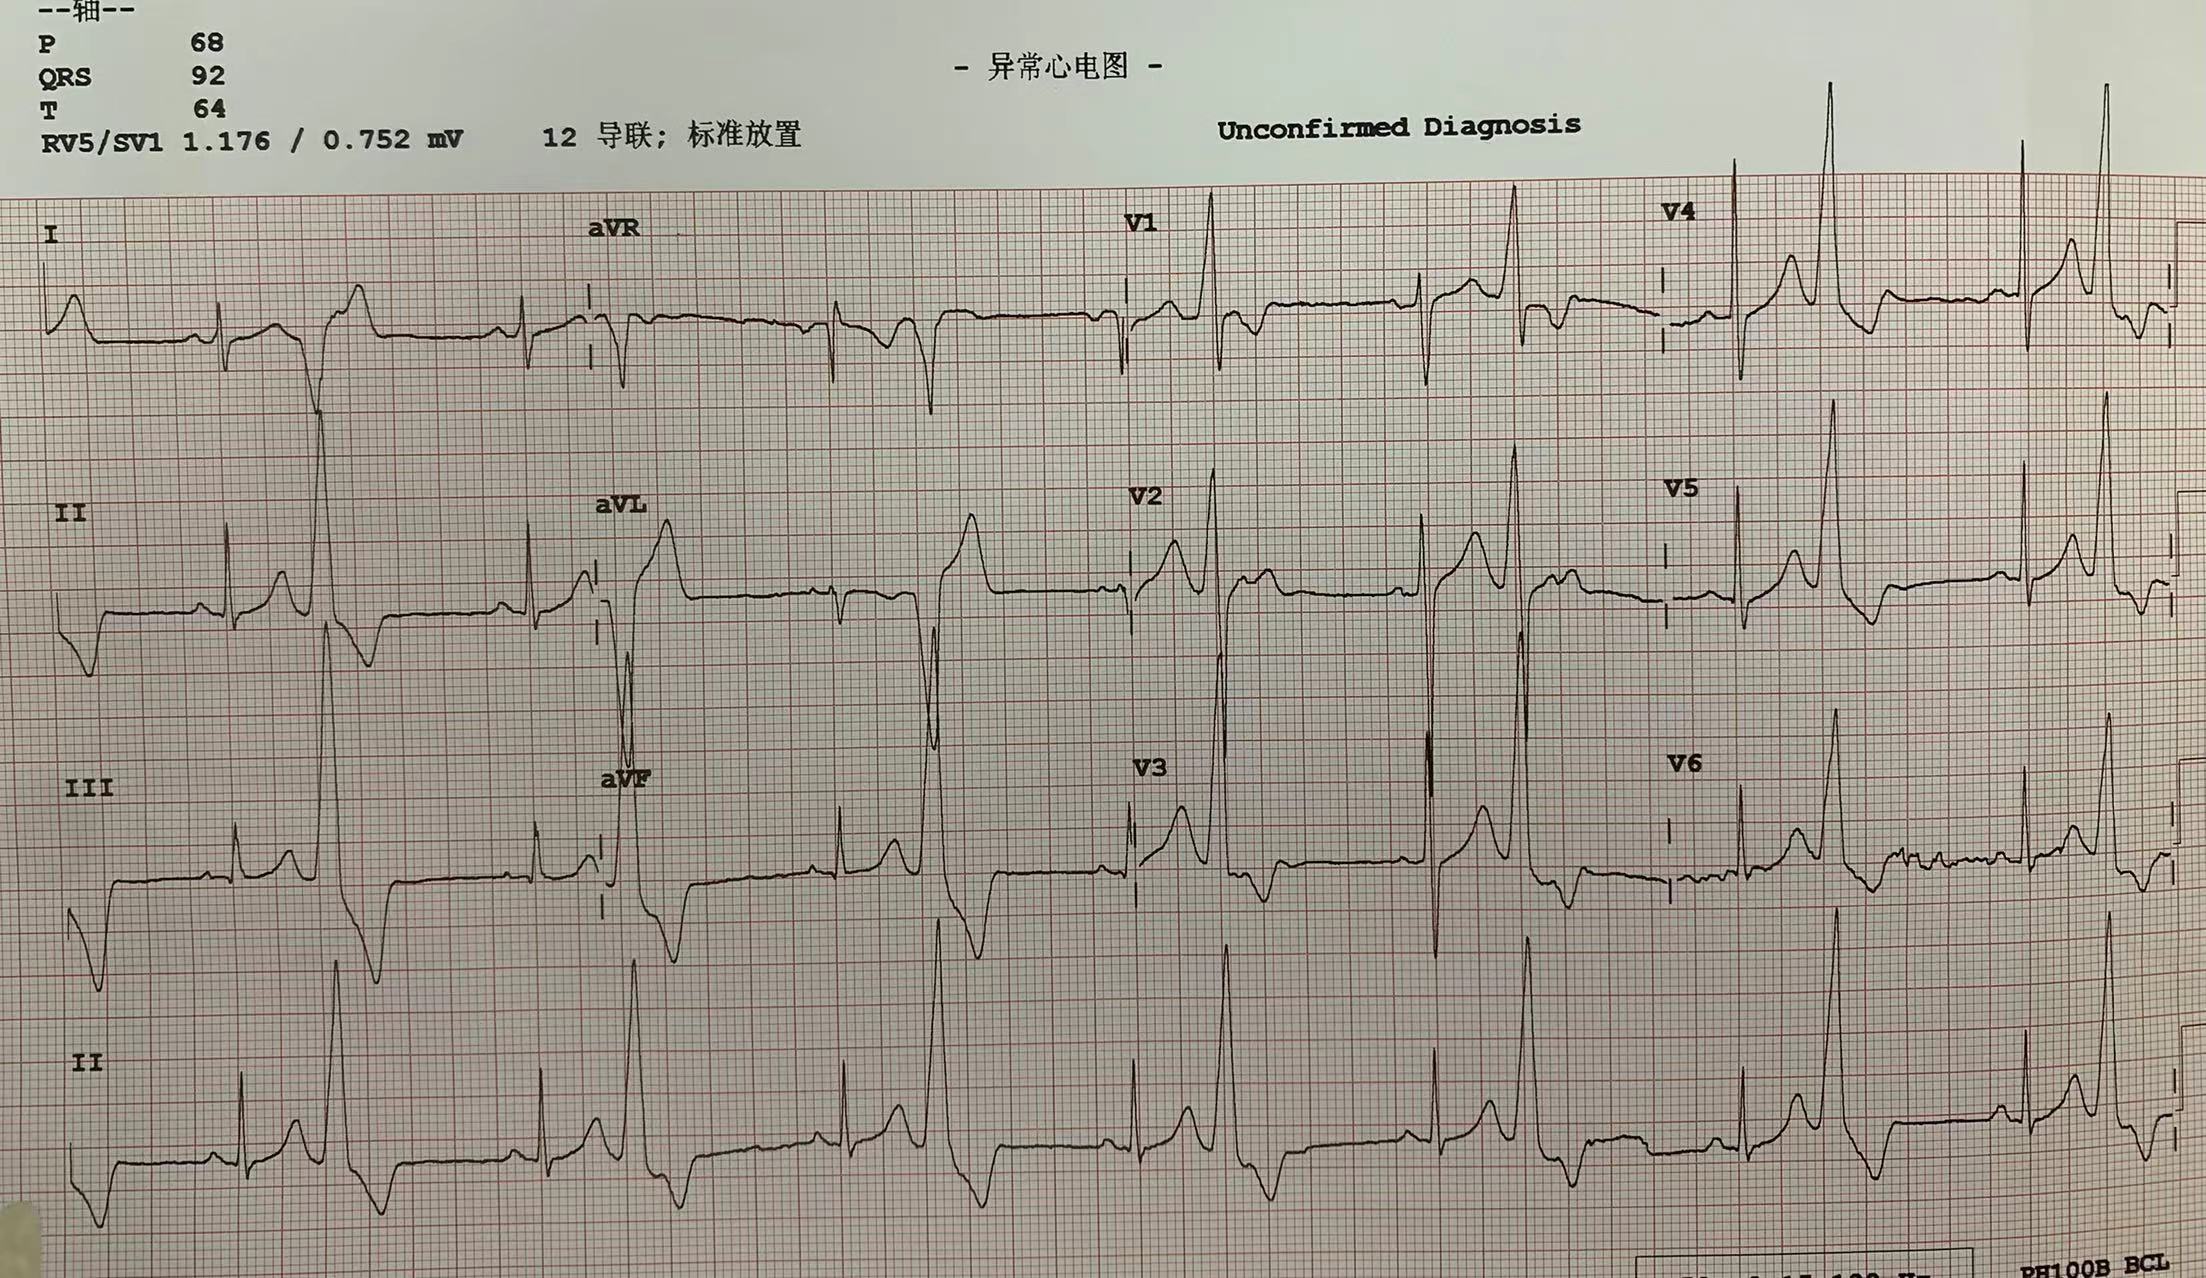 --轴--
P 68
QRS 92
T 64
RV5/SV1 1.176 / 0.752 mV 12 导联; 标准放置
- 异常心电图 -
Unconfirmed Diagnosis
I aVR V1 V4
II aVL V2 V5
III aVF V3 V6
II
PH100B BCL